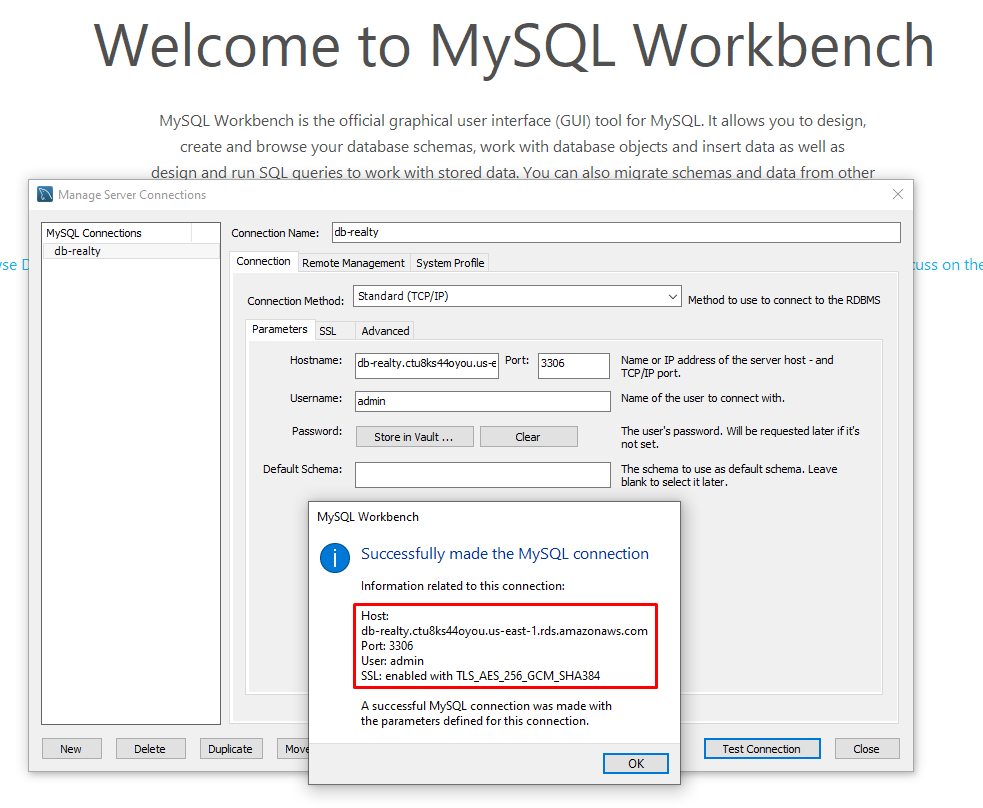 Welcome to MySQL Workbench
MySQL Workbench is the official graphical user interface (GUI) tool for MySQL. It allows you to design,
create and browse your database schemas, work with database objects and insert data as well as
design and run SQL queries to work with stored data. You can also migrate schemas and data from other
Manage Server Connections
MySQL Connections
db-realty
Connection Name: db-realty
Connection Remote Management System Profile
Connection Method: Standard (TCP/IP) Method to use to connect to the RDBMS
Parameters SSL Advanced
Hostname: db-realty.ctu8ks44oyou.us-e Port: 3306 Name or IP address of the server host - and
TCP/IP port.
Username: admin Name of the user to connect with.
Password: Store in Vault ... Clear The user's password. Will be requested later if it's
not set.
Default Schema: The schema to use as default schema. Leave
blank to select it later.
on the
MySQL Workbench
Successfully made the MySQL connection
Information related to this connection:
Host:
db-realty.ctu8ks44oyou.us-east-1.rds.amazonaws.com
Port: 3306
User: admin
SSL: enabled with TLS_AES_256_GCM_SHA384
A successful MySQL connection was made with
the parameters defined for this connection.
OK
New Delete Duplicate Move Test Connection Close